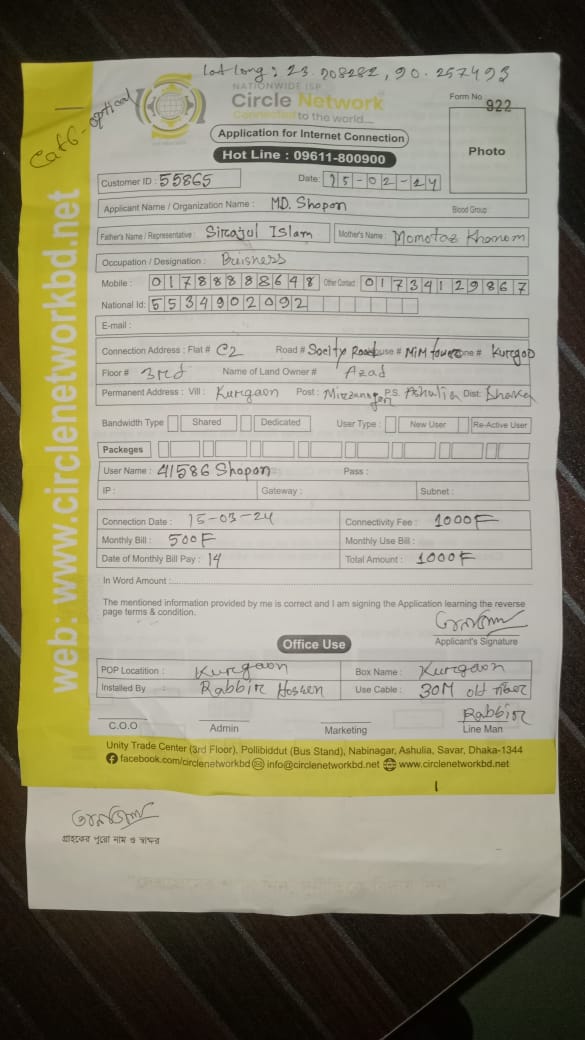 Lat long: 23.908282, 90.257493
Cat6 - optical
NATIONWIDE ISP
Circle Network
Connected to the world....
Form No 922
Application for Internet Connection
Hot Line : 09611-800900
Photo
Customer ID : 55865 Date: 15-02-24
Applicant Name / Organization Name : MD. Shopon Blood Group
Father's Name / Representative : Sirajul Islam Mother's Name : Momotaz Khanom
Occupation / Designation : Buisness
Mobile : 01788888648 Other Contact 01734129867
National Id: 5534902092
E-mail :
Connection Address : Flat # C2 Road # Socity Road House # MiM tower Zone # Kurgao
Floor # 3rd Name of Land Owner # Azad
Permanent Address : Vill : Kurgaon Post : Mirzanagar P.S. Ashulia Dist: Dhaka
Bandwidth Type Shared Dedicated User Type : New User Re-Active User
Packeges
User Name : 41586 Shopon Pass :
IP : Gateway : Subnet :
Connection Date : 15-03-24 Connectivity Fee : 1000F
Monthly Bill : 500F Monthly Use Bill :
Date of Monthly Bill Pay : 14 Total Amount : 1000F
In Word Amount :
The mentioned information provided by me is correct and I am signing the Application learning the reverse
page terms & condition.
Applicant's Signature
Office Use
POP Locatition : Kurgaon Box Name : Kurgaon
Installed By Rabbir Hossen Use Cable : 30M old fiber
Rabbir
C.O.O Admin Marketing Line Man
Unity Trade Center (3rd Floor), Pollibiddut (Bus Stand), Nabinagar, Ashulia, Savar, Dhaka-1344
facebook.com/circlenetworkbd info@circlenetworkbd.net www.circlenetworkbd.net
web: www.circlenetworkbd.net
গ্রাহকের পুরো নাম ও স্বাক্ষর